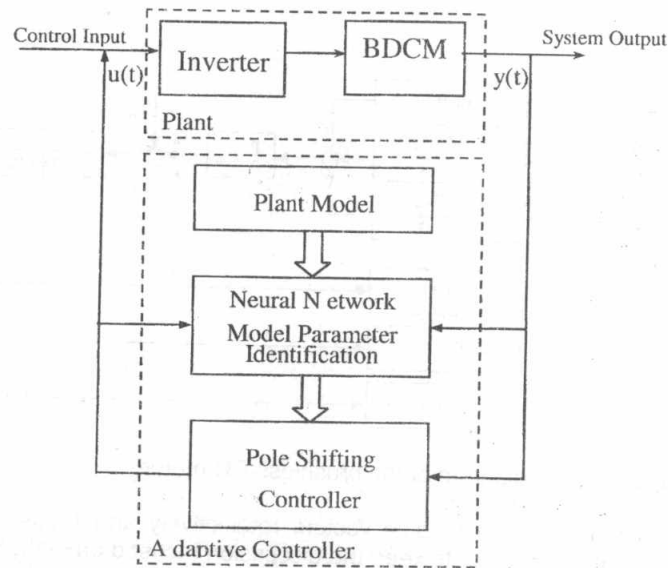 Control Input
System Output
Inverter
BDCM
u(t)
y(t)
Plant
Plant Model
Neural N etwork
Model Parameter
Identification
Pole Shifting
Controller
A daptive Controller